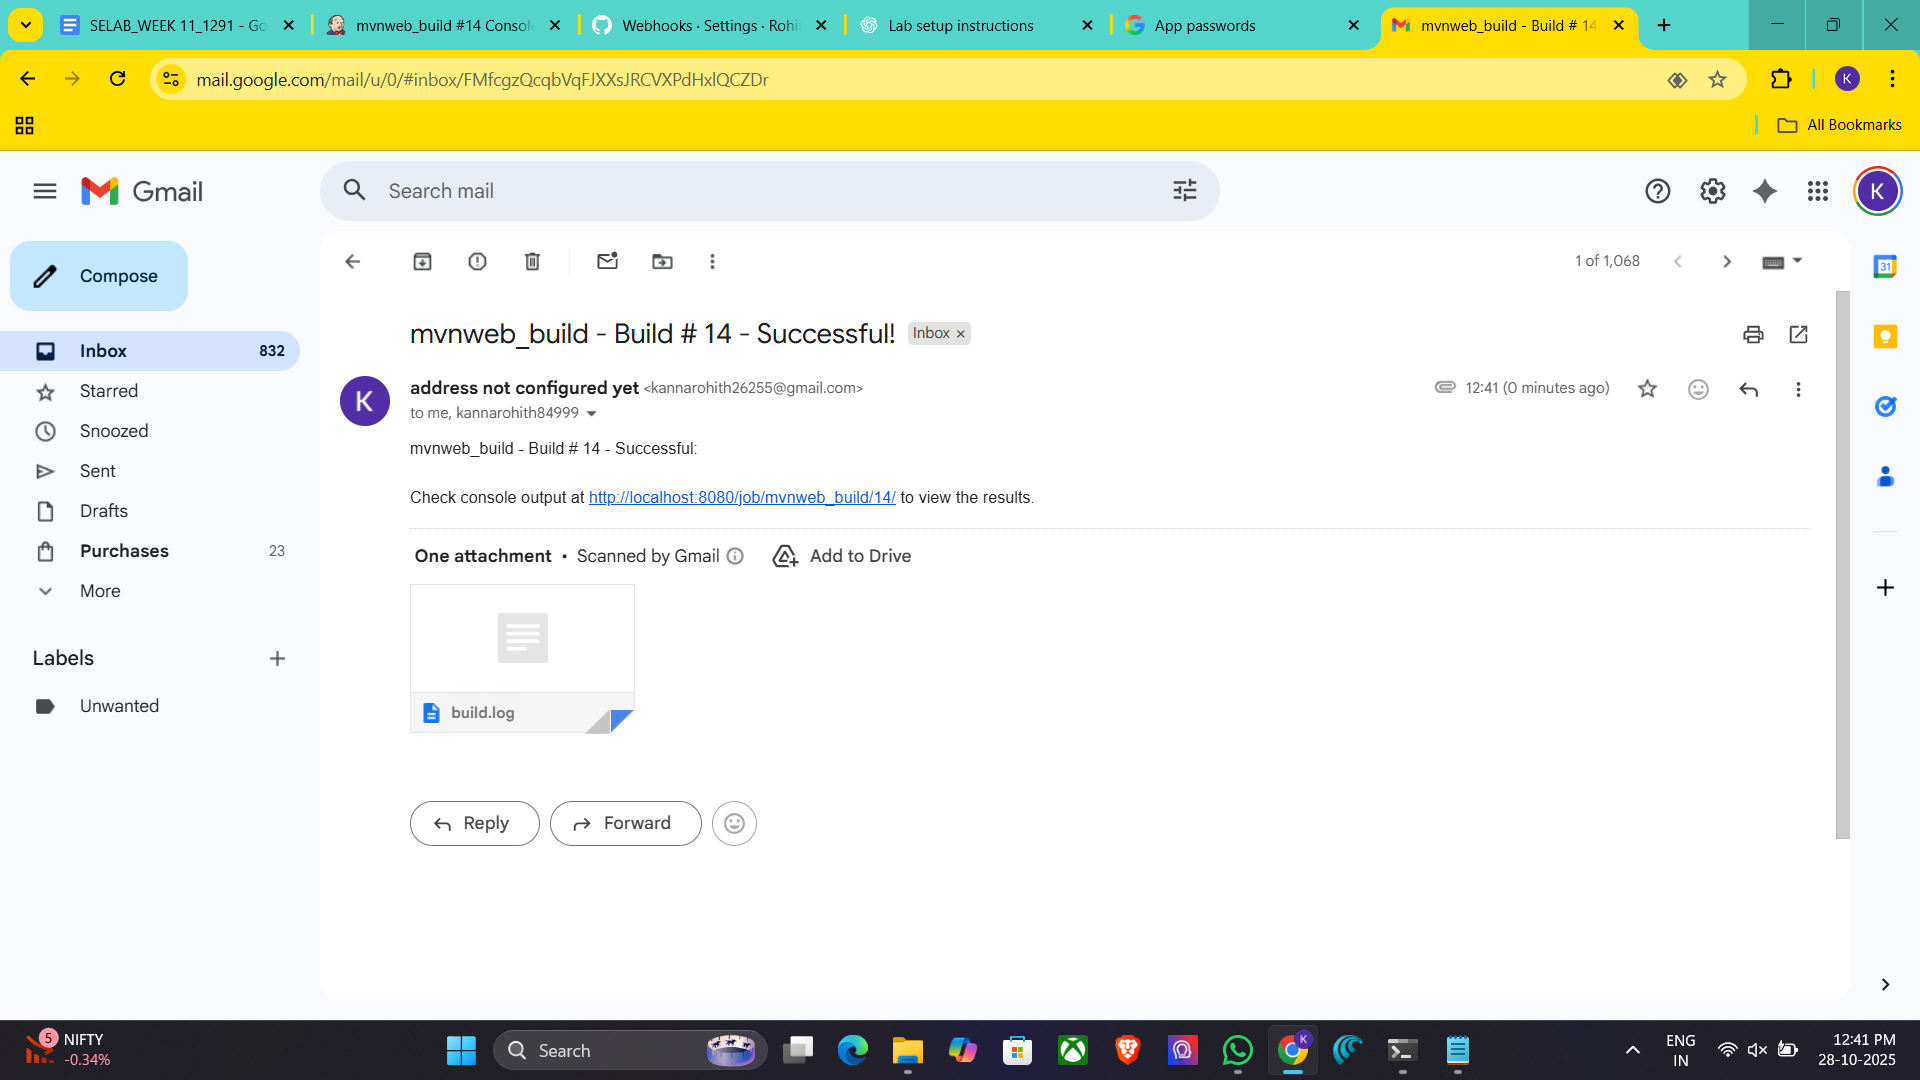 SELAB_WEEK 11_1291 - Go
mvnweb_build #14 Consol
Webhooks · Settings · Rohi
Lab setup instructions
App passwords
mvnweb_build - Build # 14
mail.google.com/mail/u/0/#inbox/FMfcgzQcqbVqFJXXsJRCVXPdHxlQCZDr
K
All Bookmarks
Gmail
Search mail
K
Compose
1 of 1,068
31
mvnweb_build - Build # 14 - Successful! Inbox
Inbox 832
Starred
Snoozed
Sent
Drafts
Purchases 23
More
Labels
Unwanted
K
address not configured yet <kannarohith26255@gmail.com>
12:41 (0 minutes ago)
to me, kannarohith84999
mvnweb_build - Build # 14 - Successful:
Check console output at http://localhost:8080/job/mvnweb_build/14/ to view the results.
One attachment • Scanned by Gmail
Add to Drive
build.log
Reply
Forward
5
NIFTY
-0.34%
Search
K
ENG
IN
12:41 PM
28-10-2025